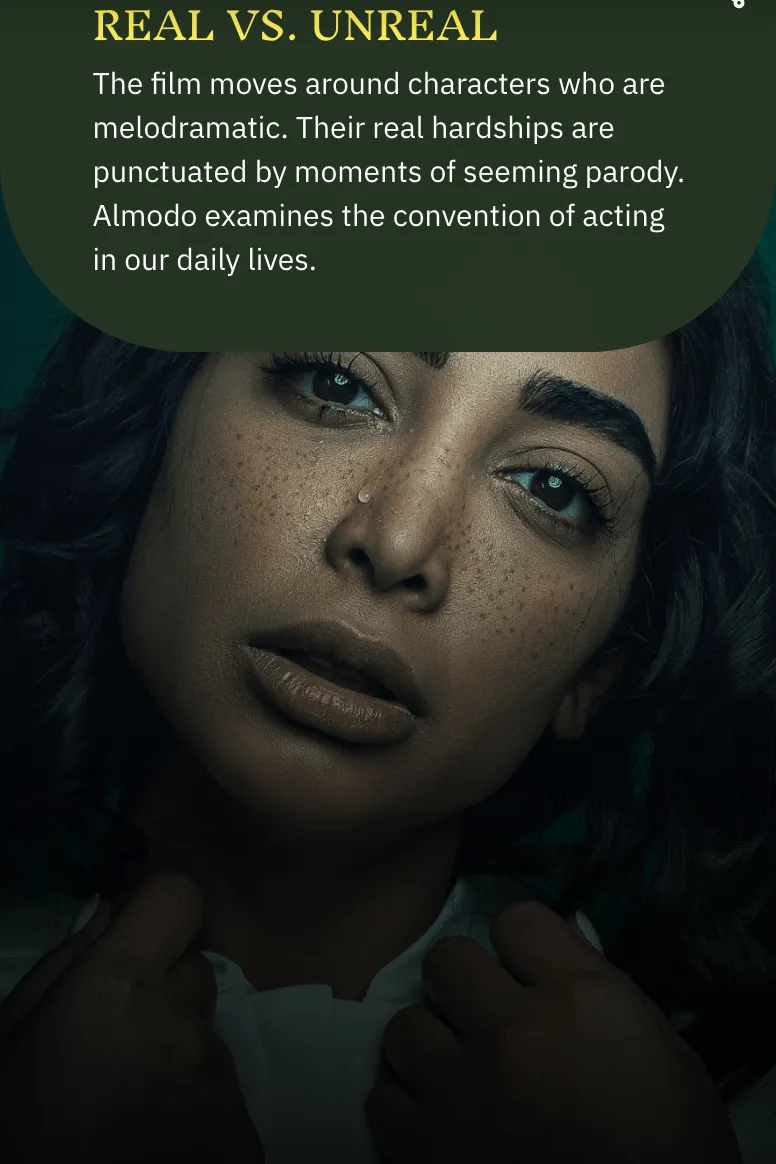 REAL VS. UNREAL
The film moves around characters who are
melodramatic. Their real hardships are
punctuated by moments of seeming parody.
Almodo examines the convention of acting
in our daily lives.